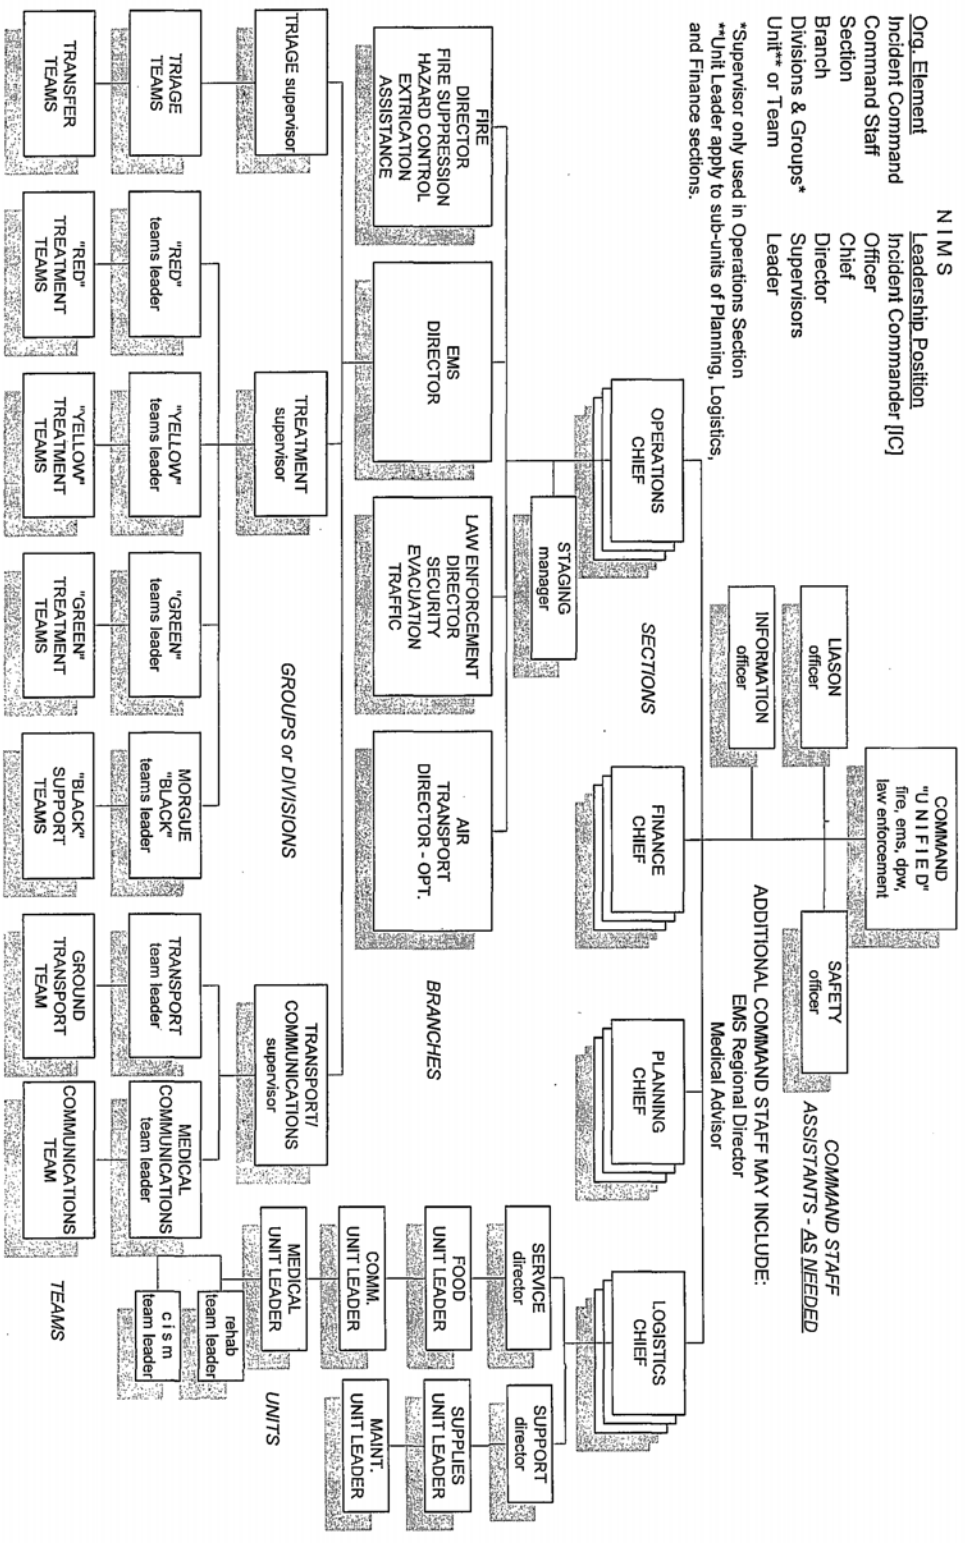 N I M S
Org. Element Leadership Position
Incident Command Incident Commander [IC]
Command Staff Officer
Section Chief
Branch Director
Divisions & Groups* Supervisors
Unit** or Team Leader
*Supervisor only used in Operations Section
**Unit Leader apply to sub-units of Planning, Logistics,
and Finance sections.
COMMAND
"U N I F I E D"
fire, ems, dpw,
law enforcement
LIASON
officer
SAFETY
officer
INFORMATION
officer
COMMAND STAFF
ASSISTANTS - AS NEEDED
ADDITIONAL COMMAND STAFF MAY INCLUDE:
EMS Regional Director
Medical Advisor
OPERATIONS
CHIEF
SECTIONS
FINANCE
CHIEF
PLANNING
CHIEF
LOGISTICS
CHIEF
STAGING
manager
FIRE
DIRECTOR
FIRE SUPPRESSION
HAZARD CONTROL
EXTRICATION
ASSISTANCE
EMS
DIRECTOR
LAW ENFORCEMENT
DIRECTOR
SECURITY
EVACUATION
TRAFFIC
AIR
TRANSPORT
DIRECTOR - OPT.
BRANCHES
SERVICE
director
SUPPORT
director
FOOD
UNIT LEADER
SUPPLIES
UNIT LEADER
COMM.
UNIT LEADER
MAINT.
UNIT LEADER
MEDICAL
UNIT LEADER
UNITS
rehab
team leader
c i s m
team leader
TRIAGE supervisor
TREATMENT
supervisor
GROUPS or DIVISIONS
TRANSPORT/
COMMUNICATIONS
supervisor
TRIAGE
TEAMS
"RED"
teams leader
"YELLOW"
teams leader
"GREEN"
teams leader
MORGUE
"BLACK"
teams leader
TRANSPORT
team leader
MEDICAL
COMMUNICATIONS
team leader
TRANSFER
TEAMS
"RED"
TREATMENT
TEAMS
"YELLOW"
TREATMENT
TEAMS
"GREEN"
TREATMENT
TEAMS
"BLACK"
SUPPORT
TEAMS
GROUND
TRANSPORT
TEAM
COMMUNICATIONS
TEAM
TEAMS